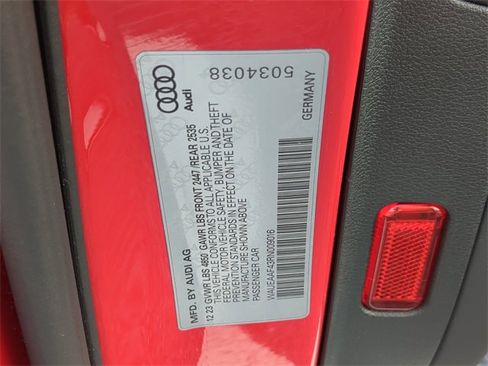 5034038
Audi
GERMANY
MFD. BY AUDI AG
12 23 GVWR LBS 4850 GAWR LBS FRONT 2447 /REAR 2535
THIS VEHICLE CONFORMS TO ALL APPLICABLE U.S.
FEDERAL MOTOR VEHICLE SAFETY, BUMPER AND THEFT
PREVENTION STANDARDS IN EFFECT ON THE DATE OF
MANUFACTURE SHOWN ABOVE
PASSENGER CAR
WAUEAAF43RN009016